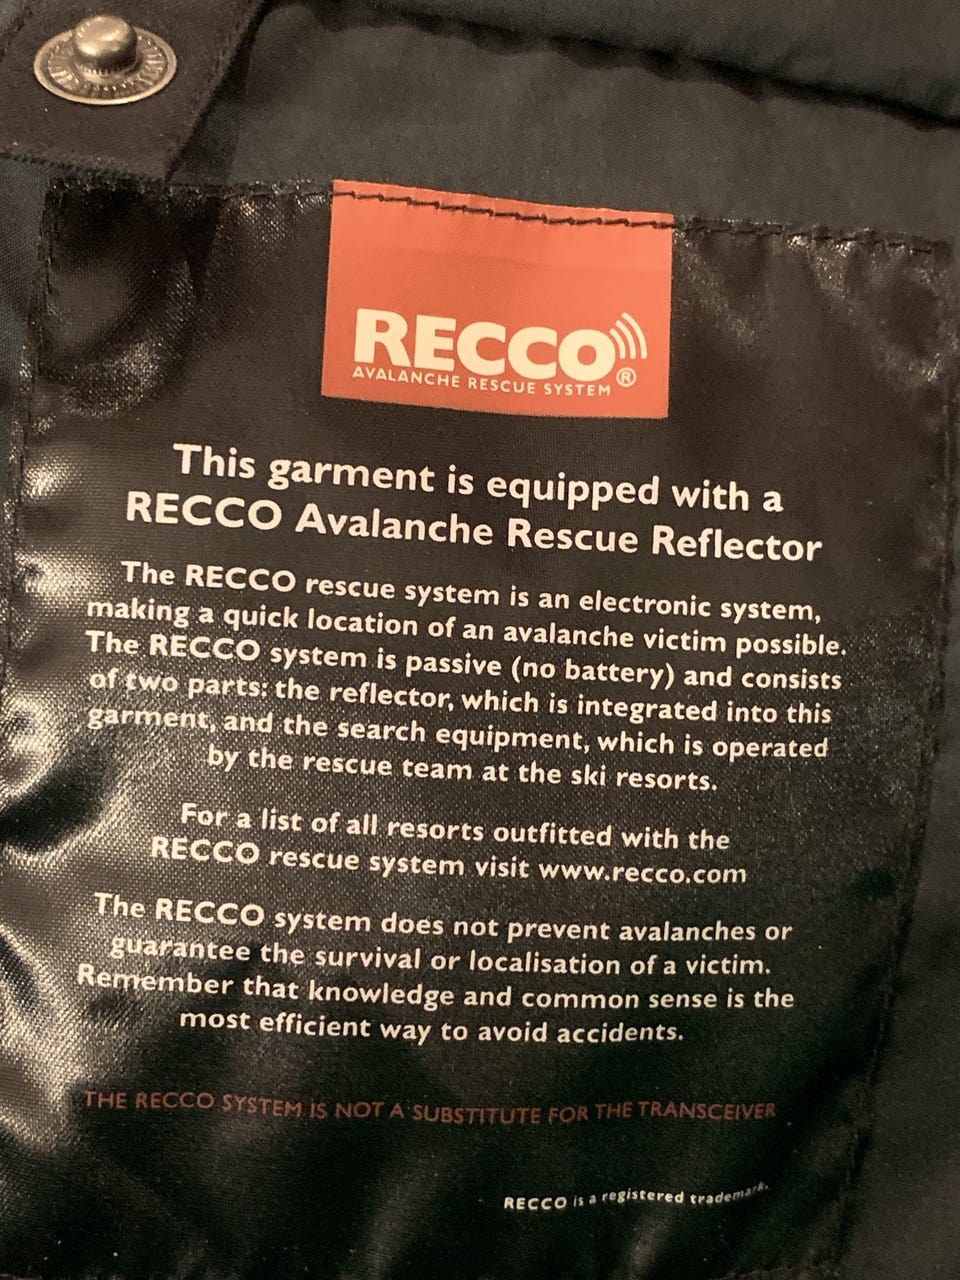 RECCO®
AVALANCHE RESCUE SYSTEM
This garment is equipped with a
RECCO Avalanche Rescue Reflector
The RECCO rescue system is an electronic system,
making a quick location of an avalanche victim possible.
The RECCO system is passive (no battery) and consists
of two parts: the reflector, which is integrated into this
garment, and the search equipment, which is operated
by the rescue team at the ski resorts.
For a list of all resorts outfitted with the
RECCO rescue system visit www.recco.com
The RECCO system does not prevent avalanches or
guarantee the survival or localisation of a victim.
Remember that knowledge and common sense is the
most efficient way to avoid accidents.
THE RECCO SYSTEM IS NOT A SUBSTITUTE FOR THE TRANSCEIVER
RECCO is a registered trademark.